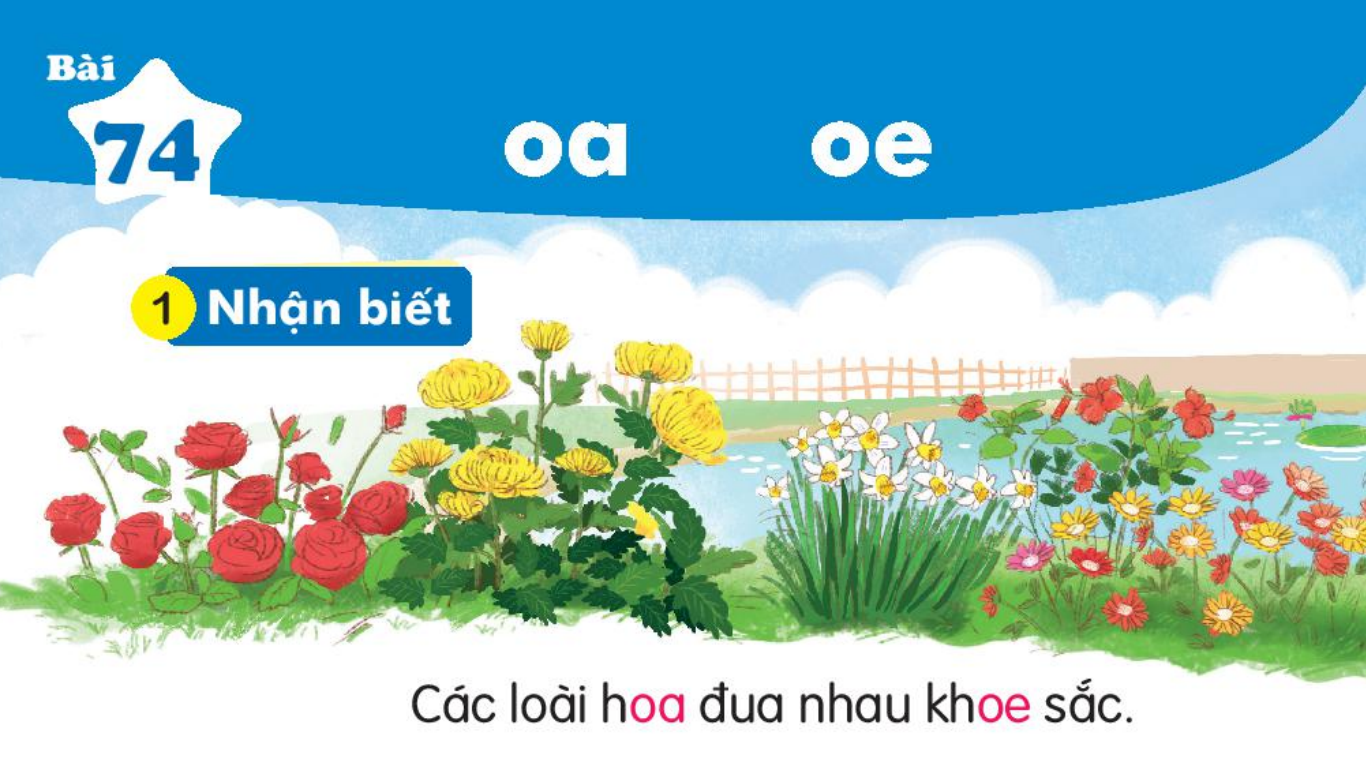 Bài
74
oa oe
1 Nhận biết
Các loài hoa đua nhau khoe sắc.